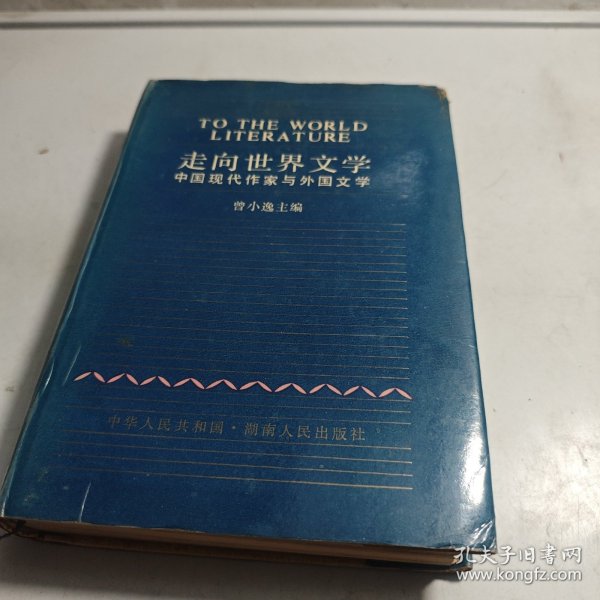 TO THE WORLD
LITERATURE
走向世界文学
中国现代作家与外国文学
曾小逸主编
中华人民共和国·湖南人民出版社
孔夫子旧书网
www.kongfz.com